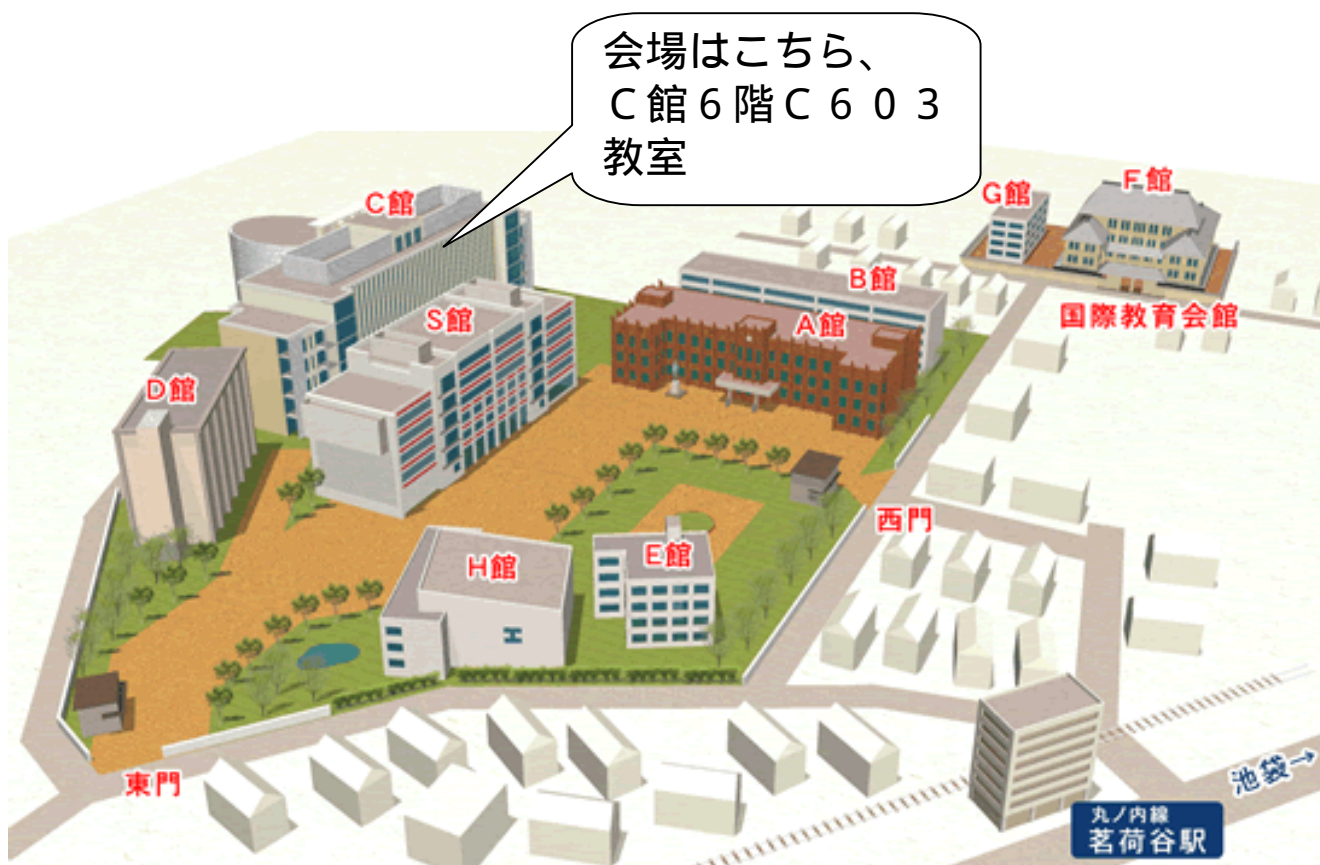 会場はこちら、
C館6階C603
教室
C館
G館
F館
B館
S館
A館
国際教育会館
D館
西門
H館
E館
東門
池袋→
丸ノ内線
茗荷谷駅